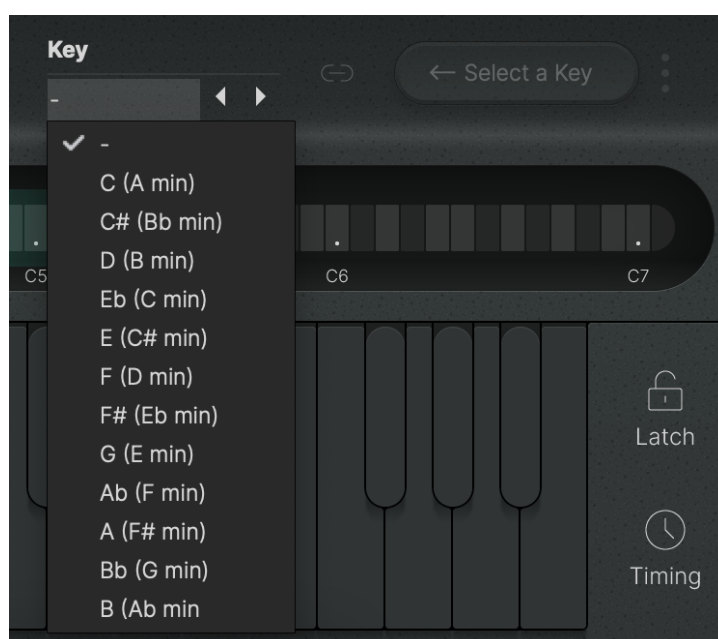 Key
-
← Select a Key
-
C (A min)
C# (Bb min)
D (B min)
Eb (C min)
E (C# min)
F (D min)
F# (Eb min)
G (E min)
Ab (F min)
A (F# min)
Bb (G min)
B (Ab min
C5
C6
C7
Latch
Timing